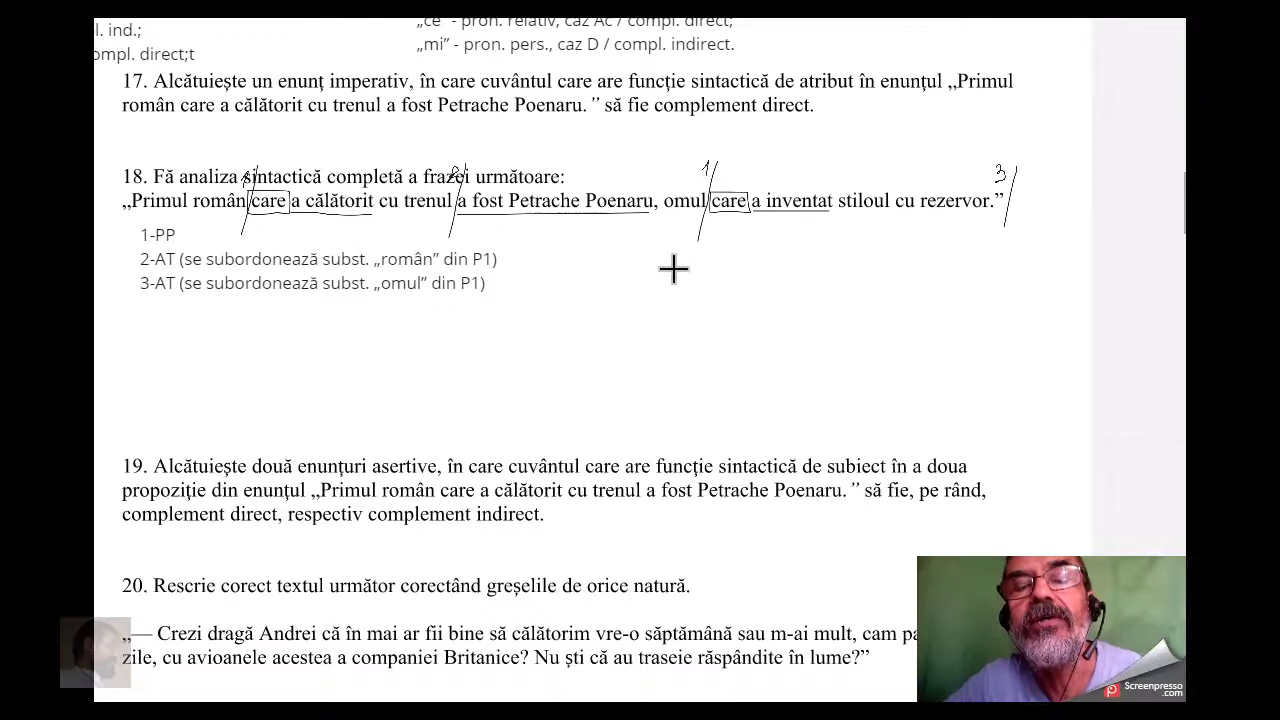 l. ind.;
ompl. direct;t
„ce” - pron. relativ, caz Ac / compl. direct;
„mi” - pron. pers., caz D / compl. indirect.
17. Alcătuiește un enunț imperativ, în care cuvântul care are funcție sintactică de atribut în enunțul „Primul
român care a călătorit cu trenul a fost Petrache Poenaru.” să fie complement direct.
1 3
18. Fă analiza sintactică completă a frazei următoare:
„Primul român care a călătorit cu trenul a fost Petrache Poenaru, omul care a inventat stiloul cu rezervor.”
1-PP
2-AT (se subordonează subst. „român” din P1)
3-AT (se subordonează subst. „omul” din P1)
19. Alcătuiește două enunțuri asertive, în care cuvântul care are funcție sintactică de subiect în a doua
propoziție din enunțul „Primul român care a călătorit cu trenul a fost Petrache Poenaru.” să fie, pe rând,
complement direct, respectiv complement indirect.
20. Rescrie corect textul următor corectând greșelile de orice natură.
„— Crezi dragă Andrei că în mai ar fii bine să călătorim vre-o săptămână sau m-ai mult, cam
zile, cu avioanele acestea a companiei Britanice? Nu ști că au traseie răspândite în lume?”
Screenpresso
.com